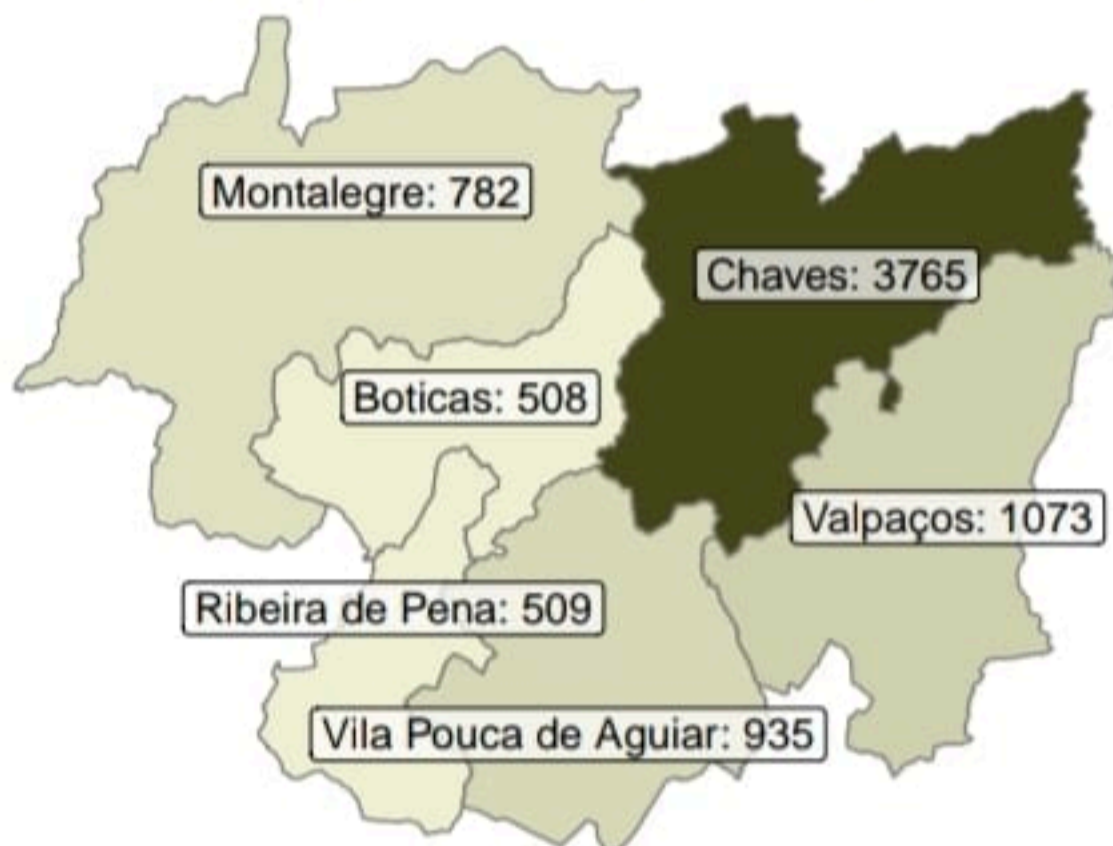 Montalegre: 782
Chaves: 3765
Boticas: 508
Valpaços: 1073
Ribeira de Pena: 509
Vila Pouca de Aguiar: 935